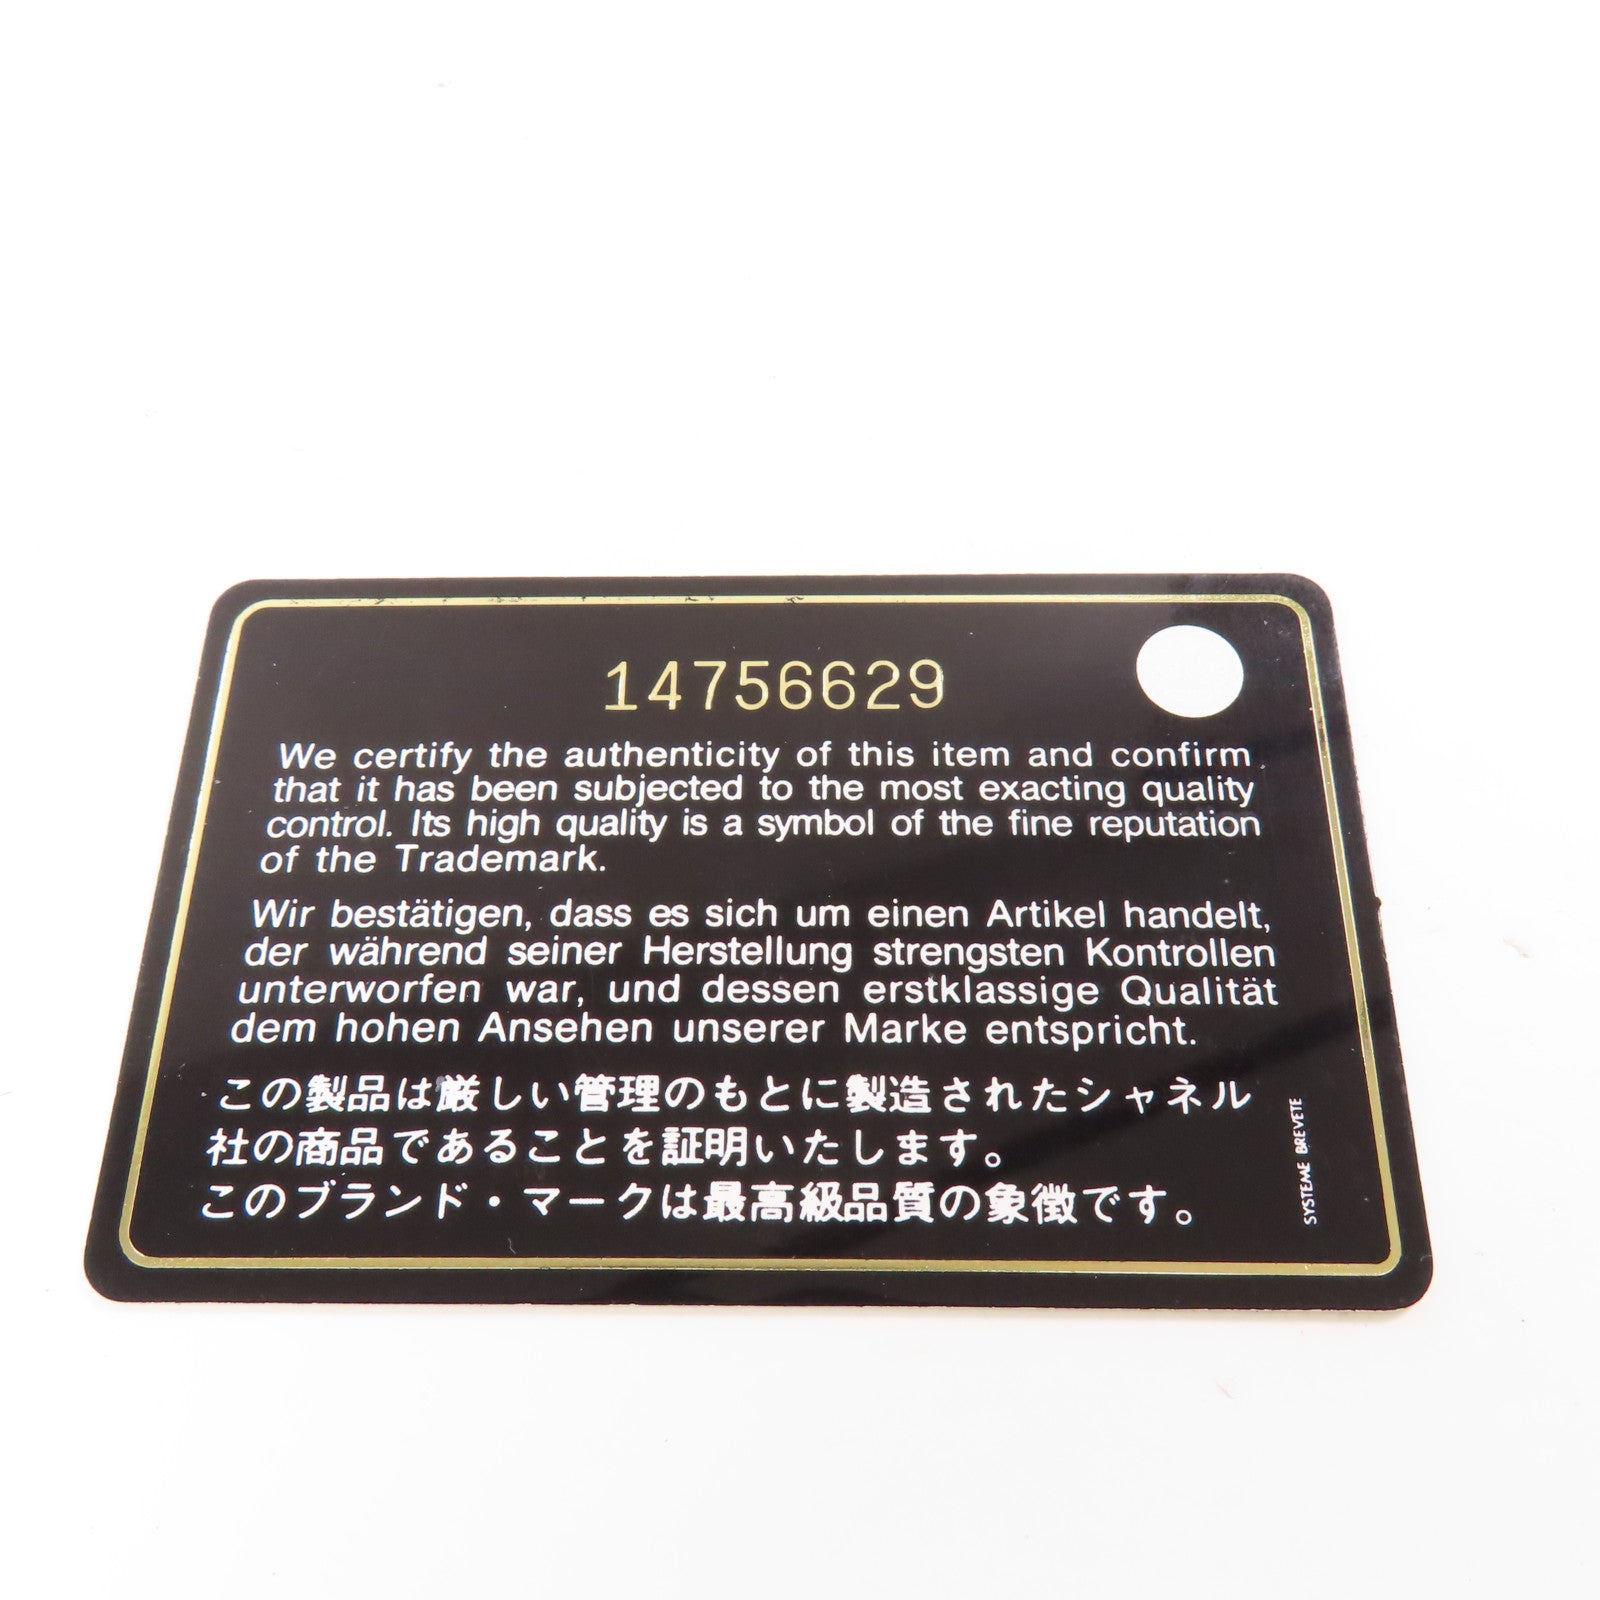 14756629
We certify the authenticity of this item and confirm
that it has been subjected to the most exacting quality
control. Its high quality is a symbol of the fine reputation
of the Trademark.
Wir bestätigen, dass es sich um einen Artikel handelt,
der während seiner Herstellung strengsten Kontrollen
unterworfen war, und dessen erstklassige Qualität
dem hohen Ansehen unserer Marke entspricht.
この製品は厳しい管理のもとに製造されたシャネル
社の商品であることを証明いたします。
このブランド・マークは最高級品質の象徴です。
SYSTEME BREVETE